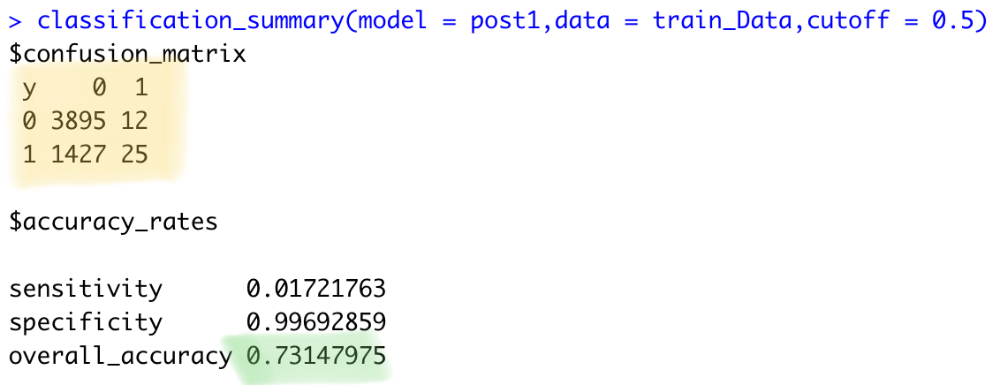 > classification_summary(model = post1,data = train_Data,cutoff = 0.5)
$confusion_matrix
y 0 1
0 3895 12
1 1427 25
$accuracy_rates
sensitivity 0.01721763
specificity 0.99692859
overall_accuracy 0.73147975